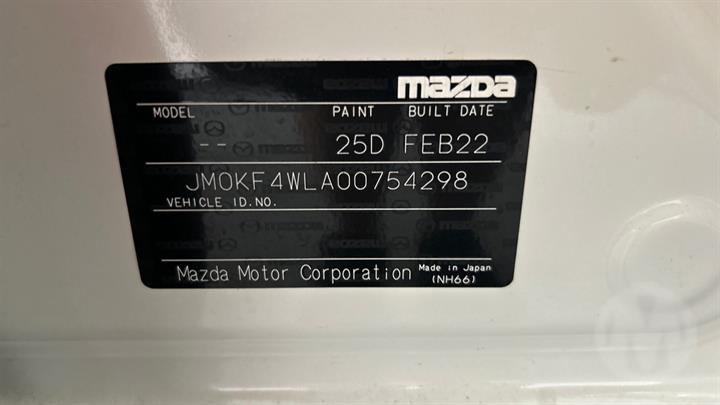 mazda
MODEL PAINT BUILT DATE
-- 25D FEB22
JM0KF4WLA00754298
VEHICLE ID.NO.
Mazda Motor Corporation Made in Japan
(NH66)